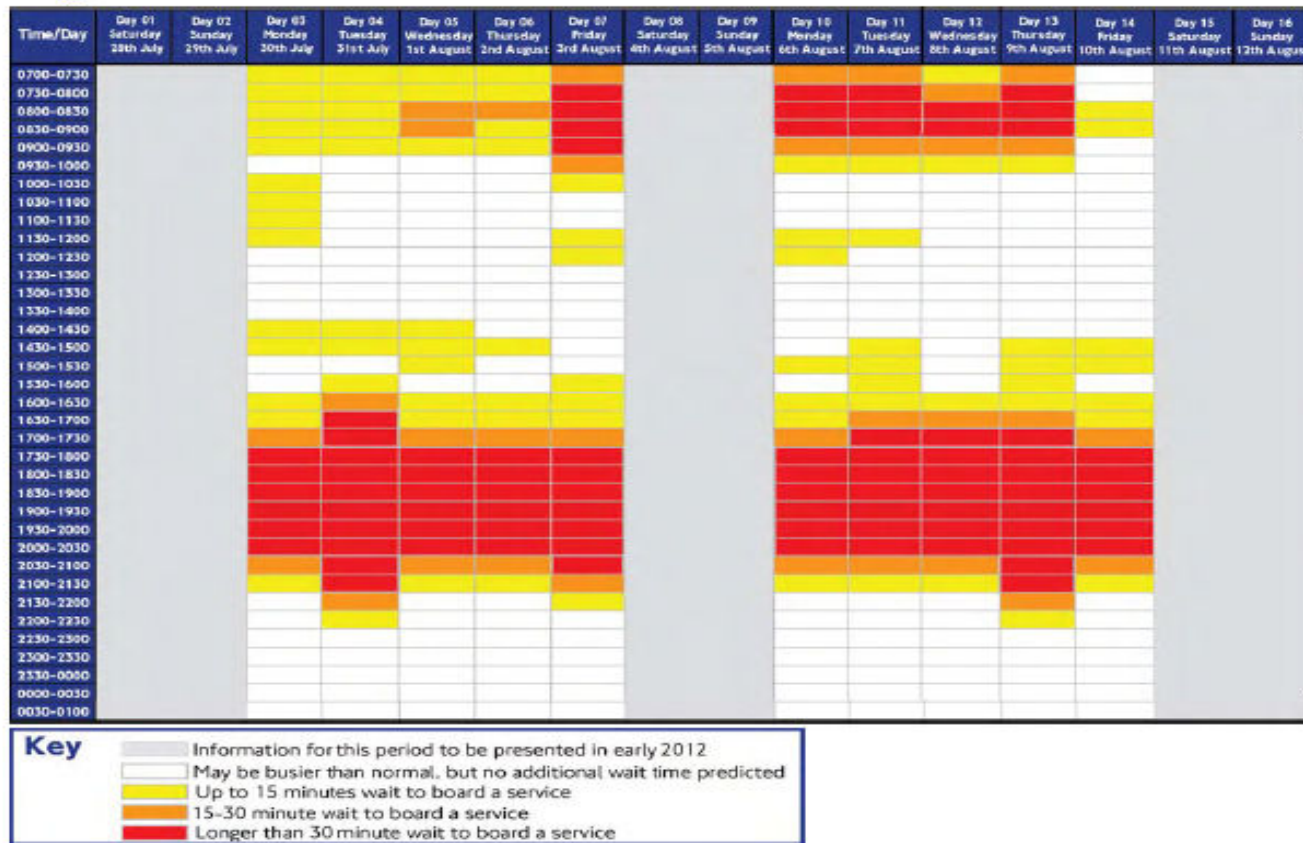 Time/Day
Day 01 Saturday 28th July
Day 02 Sunday 29th July
Day 03 Monday 30th July
Day 04 Tuesday 31st July
Day 05 Wednesday 1st August
Day 06 Thursday 2nd August
Day 07 Friday 3rd August
Day 08 Saturday 4th August
Day 09 Sunday 5th August
Day 10 Monday 6th August
Day 11 Tuesday 7th August
Day 12 Wednesday 8th August
Day 13 Thursday 9th August
Day 14 Friday 10th August
Day 15 Saturday 11th August
Day 16 Sunday 12th August
0700-0730
0730-0800
0800-0830
0830-0900
0900-0930
0930-1000
1000-1030
1030-1100
1100-1130
1130-1200
1200-1230
1230-1300
1300-1330
1330-1400
1400-1430
1430-1500
1500-1530
1530-1600
1600-1630
1630-1700
1700-1730
1730-1800
1800-1830
1830-1900
1900-1930
1930-2000
2000-2030
2030-2100
2100-2130
2130-2200
2200-2230
2230-2300
2300-2330
2330-0000
0000-0030
0030-0100
Key
Information for this period to be presented in early 2012
May be busier than normal, but no additional wait time predicted
Up to 15 minutes wait to board a service
15-30 minute wait to board a service
Longer than 30 minute wait to board a service